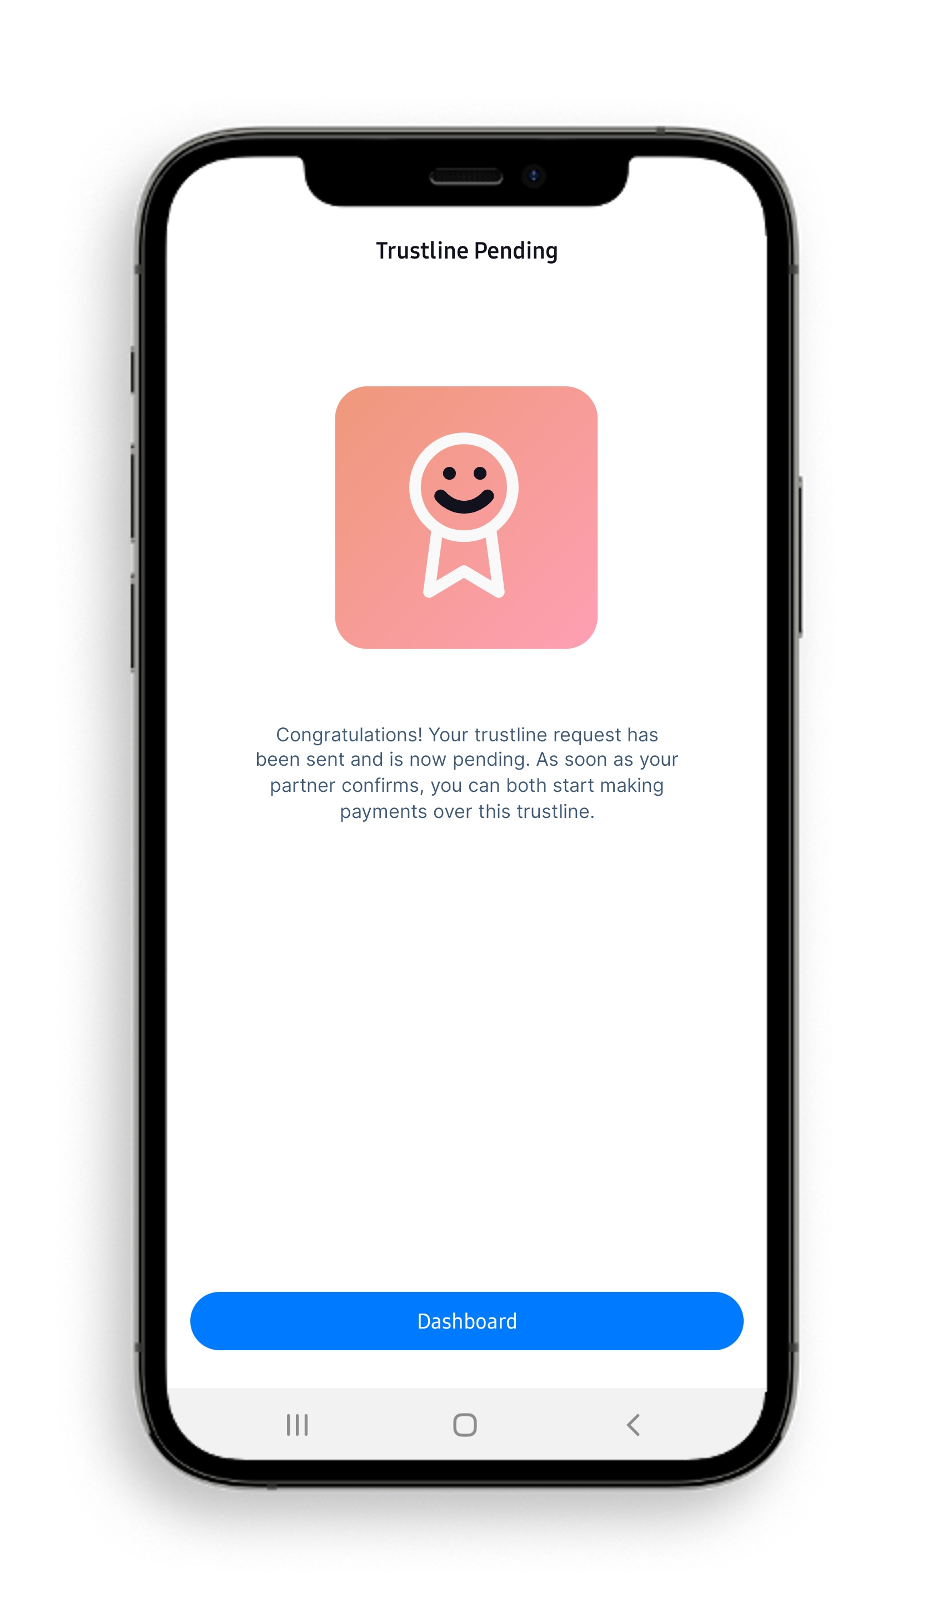 Trustline Pending
Congratulations! Your trustline request has
been sent and is now pending. As soon as your
partner confirms, you can both start making
payments over this trustline.
Dashboard